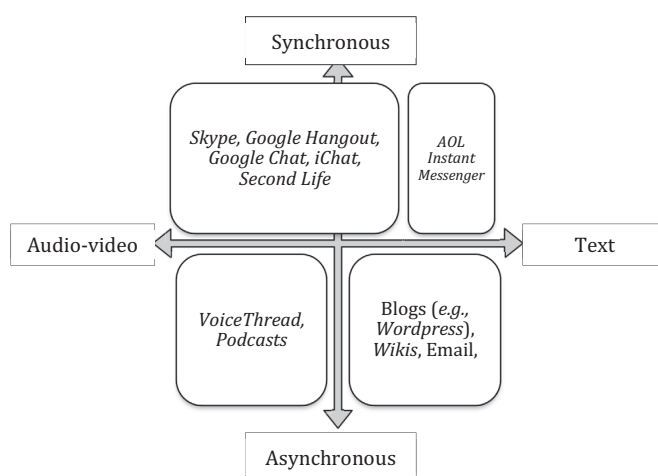 Synchronous
Skype, Google Hangout,
Google Chat, iChat,
Second Life
AOL
Instant
Messenger
Audio-video
Text
VoiceThread,
Podcasts
Blogs (e.g.,
Wordpress),
Wikis, Email,
Asynchronous